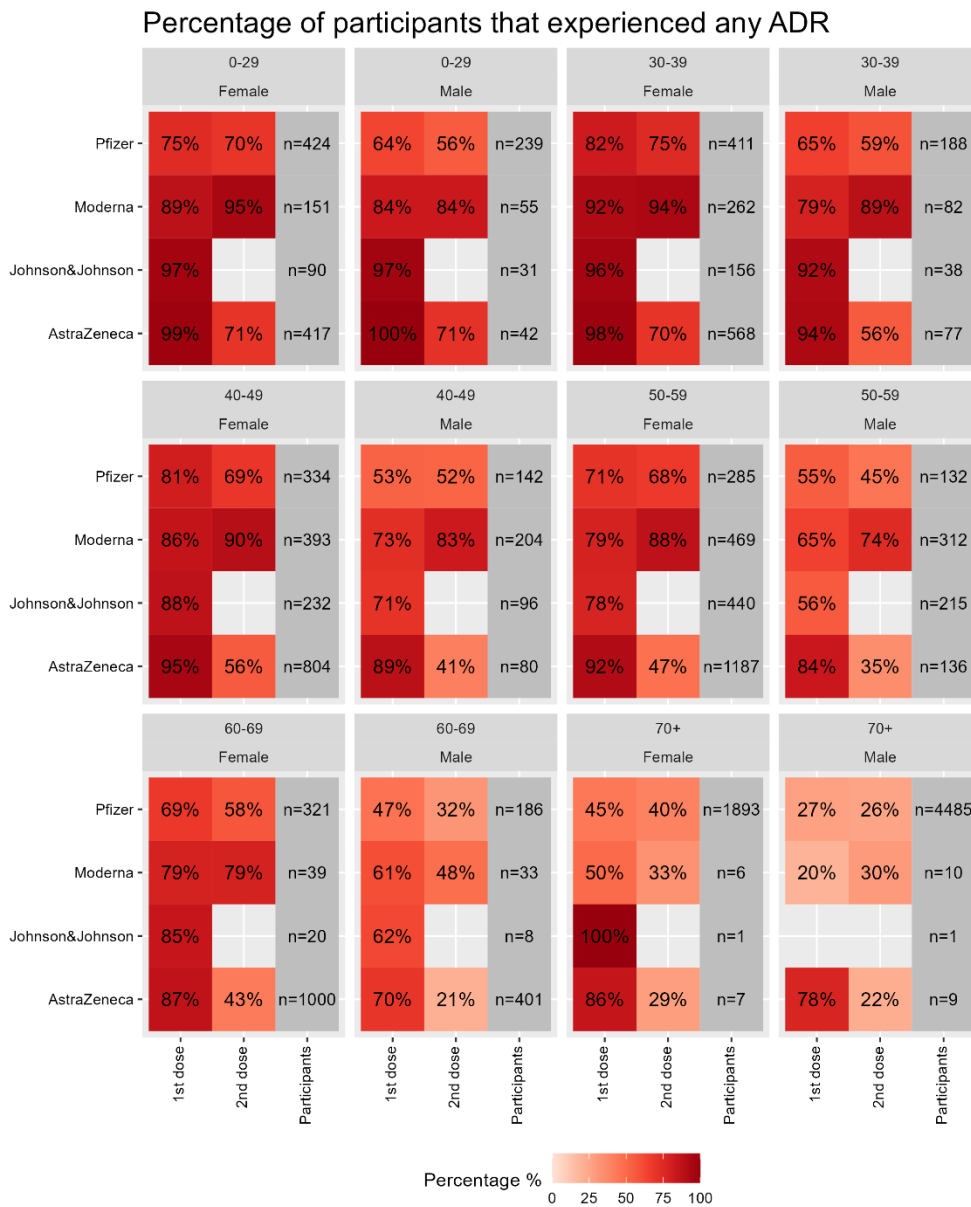 Percentage of participants that experienced any ADR
0-29 0-29 30-39 30-39
Female Male Female Male
Pfizer 75% 70% n=424 64% 56% n=239 82% 75% n=411 65% 59% n=188
Moderna 89% 95% n=151 84% 84% n=55 92% 94% n=262 79% 89% n=82
Johnson&Johnson 97% n=90 97% n=31 96% n=156 92% n=38
AstraZeneca 99% 71% n=417 100% 71% n=42 98% 70% n=568 94% 56% n=77
40-49 40-49 50-59 50-59
Female Male Female Male
Pfizer 81% 69% n=334 53% 52% n=142 71% 68% n=285 55% 45% n=132
Moderna 86% 90% n=393 73% 83% n=204 79% 88% n=469 65% 74% n=312
Johnson&Johnson 88% n=232 71% n=96 78% n=440 56% n=215
AstraZeneca 95% 56% n=804 89% 41% n=80 92% 47% n=1187 84% 35% n=136
60-69 60-69 70+ 70+
Female Male Female Male
Pfizer 69% 58% n=321 47% 32% n=186 45% 40% n=1893 27% 26% n=4485
Moderna 79% 79% n=39 61% 48% n=33 50% 33% n=6 20% 30% n=10
Johnson&Johnson 85% n=20 62% n=8 100% n=1 n=1
AstraZeneca 87% 43% n=1000 70% 21% n=401 86% 29% n=7 78% 22% n=9
1st dose 2nd dose Participants 1st dose 2nd dose Participants 1st dose 2nd dose Participants 1st dose 2nd dose Participants
Percentage %
0 25 50 75 100